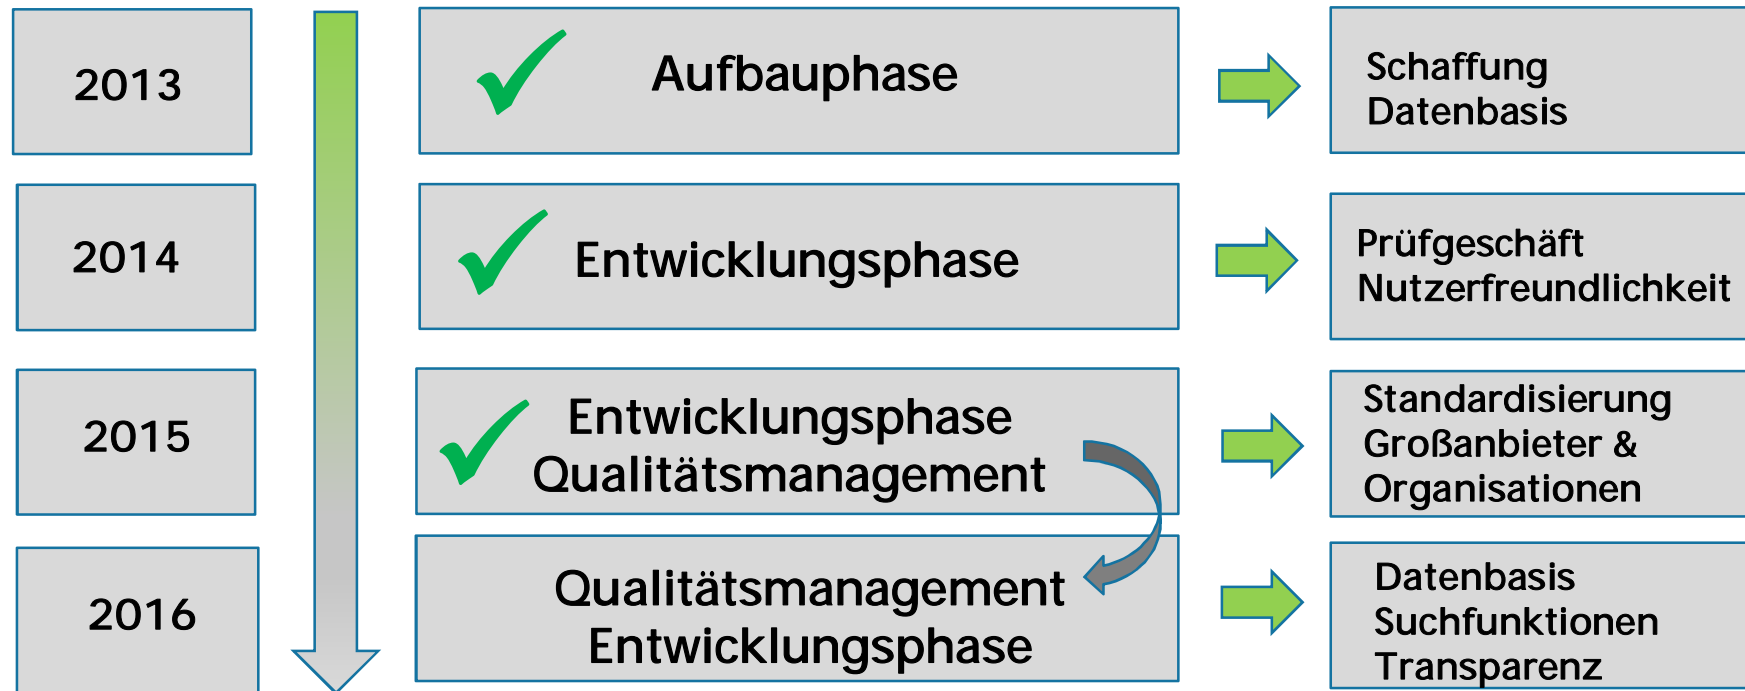 2013
Aufbauphase
Schaffung
Datenbasis
2014
Entwicklungsphase
Prüfgeschäft
Nutzerfreundlichkeit
2015
Entwicklungsphase
Qualitätsmanagement
Standardisierung
Großanbieter &
Organisationen
2016
Qualitätsmanagement
Entwicklungsphase
Datenbasis
Suchfunktionen
Transparenz